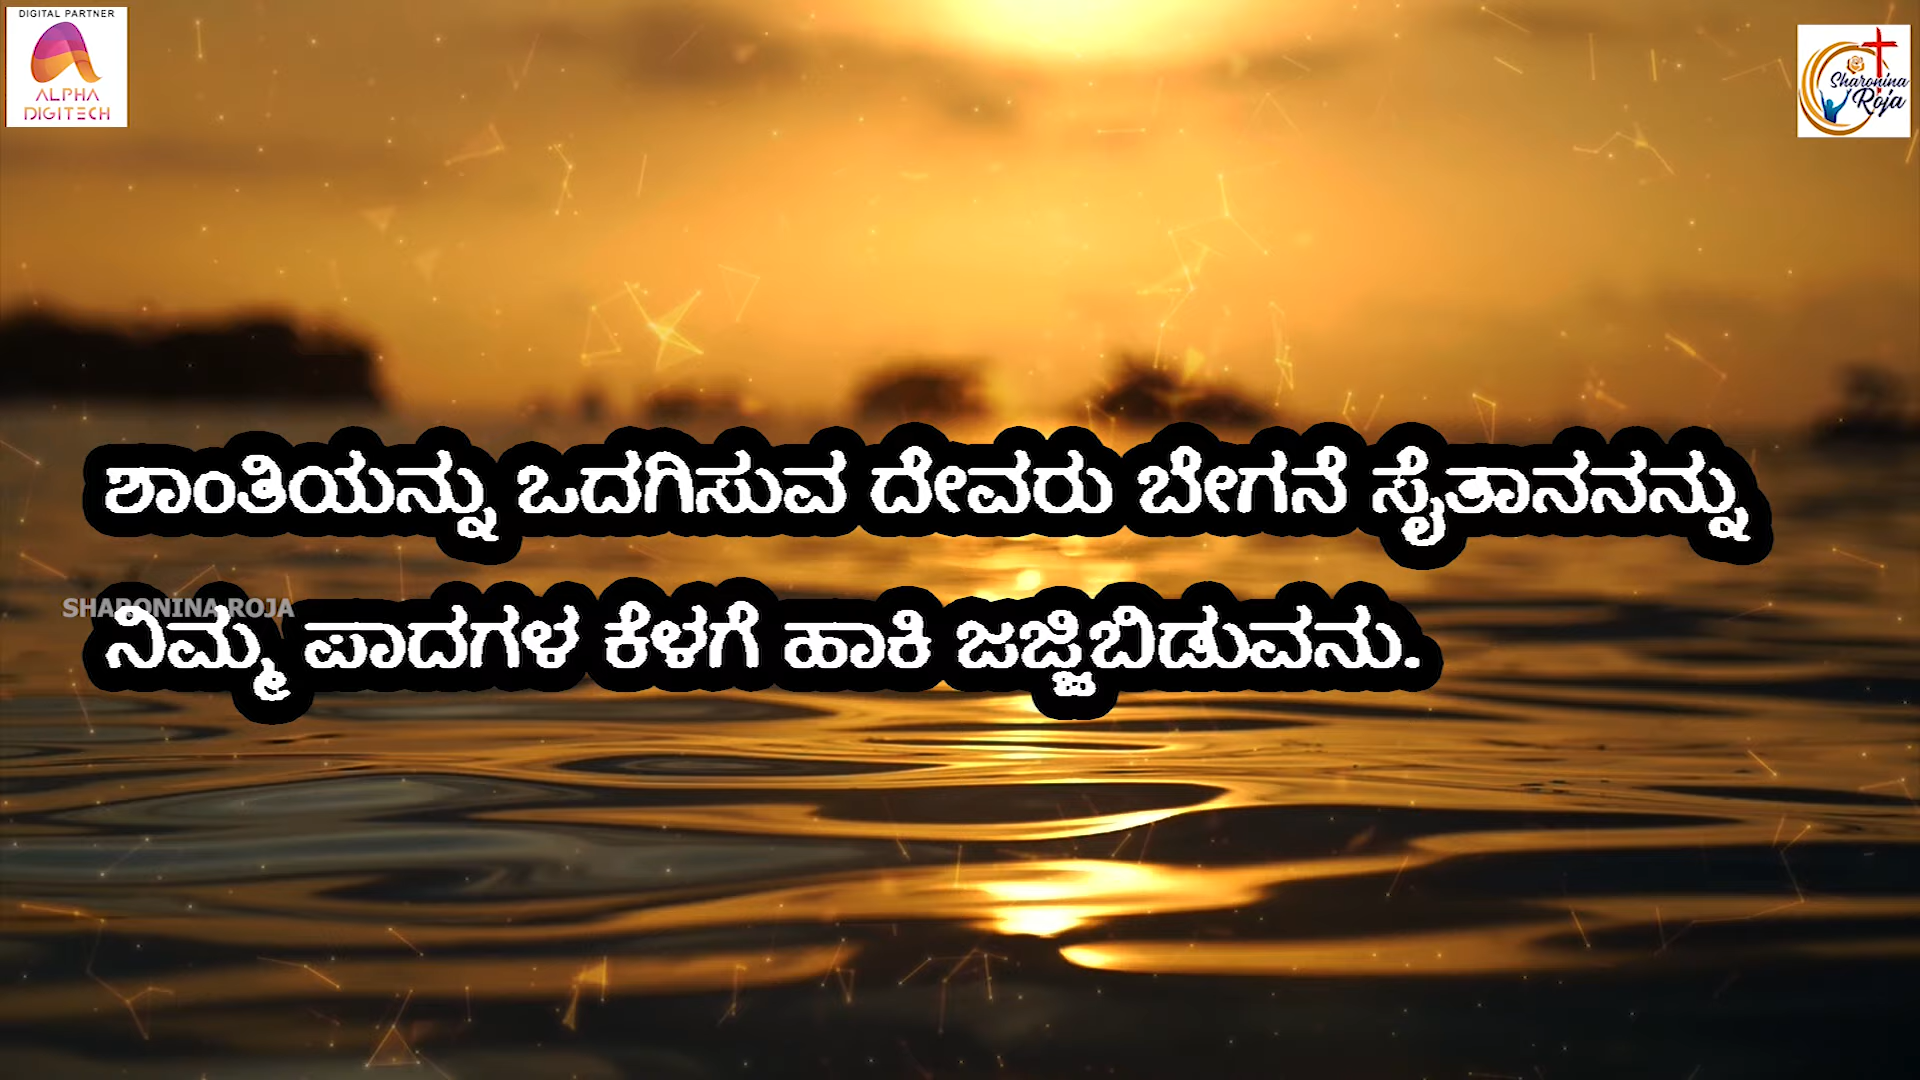 DIGITAL PARTNER
ALPHA
DIGITECH
Sharonina
Roja
ಶಾಂತಿಯನ್ನು ಒದಗಿಸುವ ದೇವರು ಬೇಗನೆ ಸೈತಾನನನ್ನು
SHARONINA ROJA
ನಿಮ್ಮ ಪಾದಗಳ ಕೆಳಗೆ ಹಾಕಿ ಜಜ್ಜಿಬಿಡುವನು.